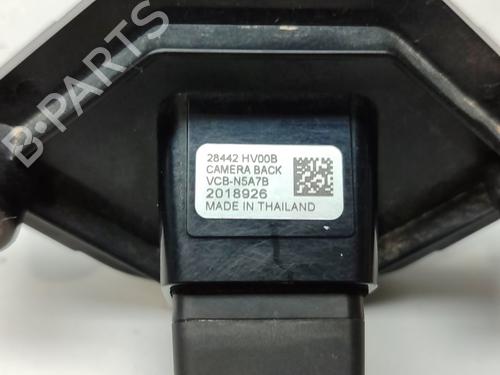 B-PARTS
28442 HV00B
CAMERA BACK
VCB-N5A7B
2018926
MADE IN THAILAND